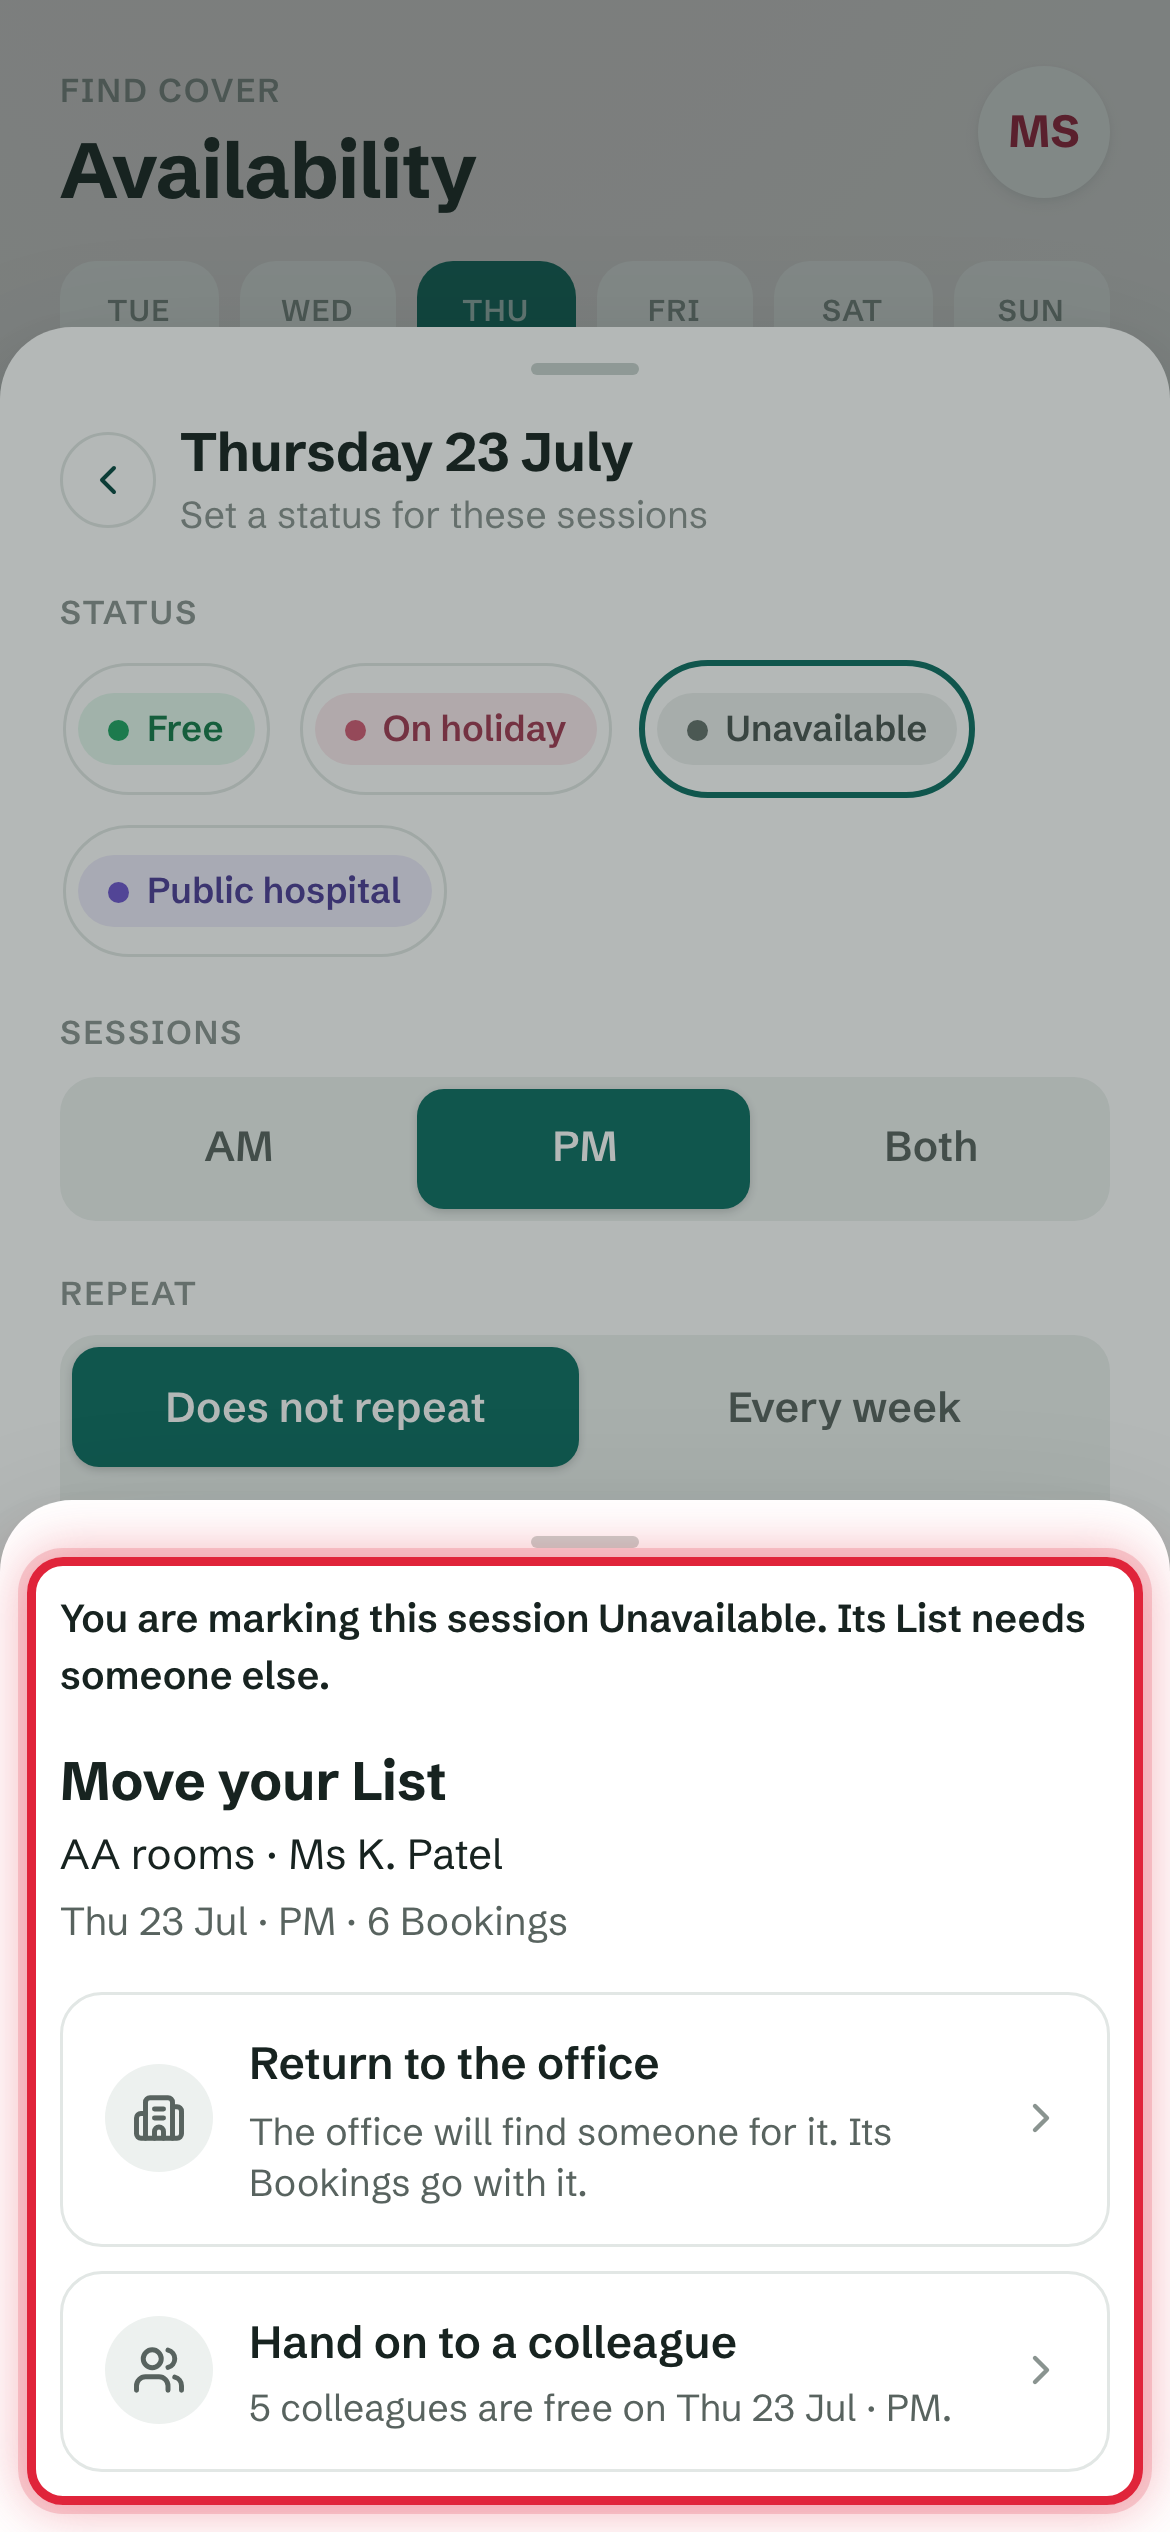 FIND COVER
Availability
MS
TUE WED THU FRI SAT SUN
Thursday 23 July
Set a status for these sessions
STATUS
Free On holiday Unavailable
Public hospital
SESSIONS
AM PM Both
REPEAT
Does not repeat Every week
You are marking this session Unavailable. Its List needs
someone else.
Move your List
AA rooms · Ms K. Patel
Thu 23 Jul · PM · 6 Bookings
Return to the office
The office will find someone for it. Its
Bookings go with it.
Hand on to a colleague
5 colleagues are free on Thu 23 Jul · PM.